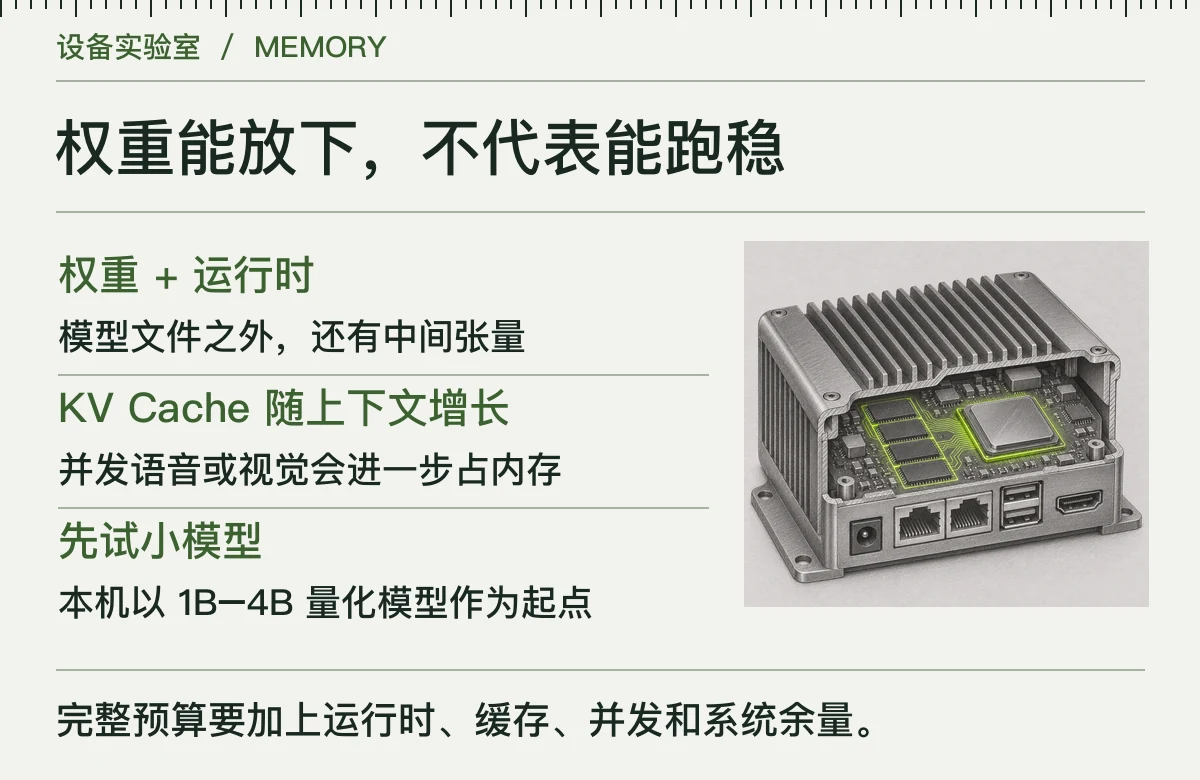 设备实验室 / MEMORY
权重能放下，不代表能跑稳
权重 + 运行时
模型文件之外，还有中间张量
KV Cache 随上下文增长
并发语音或视觉会进一步占内存
先试小模型
本机以 1B—4B 量化模型作为起点
完整预算要加上运行时、缓存、并发和系统余量。